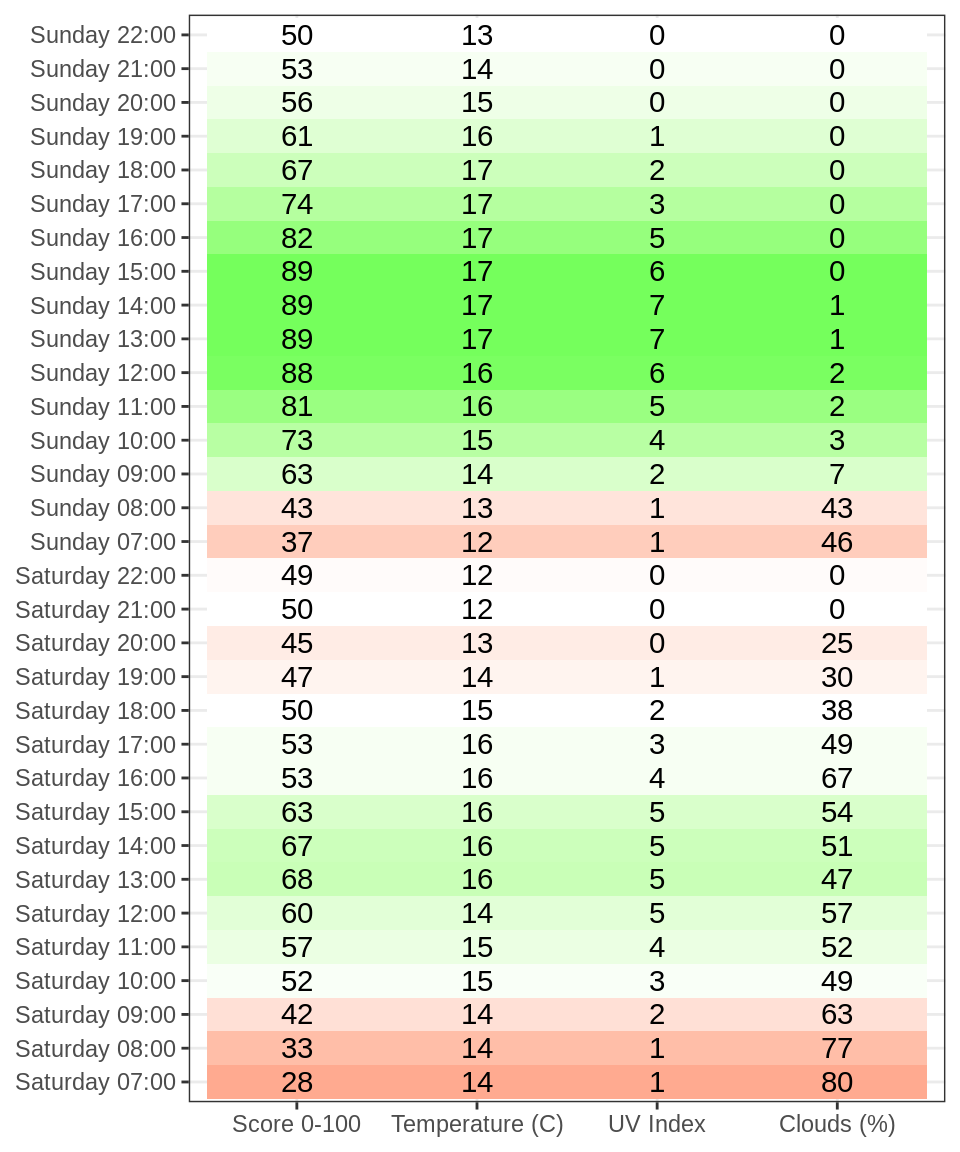 Sunday 22:00 50 13 0 0
Sunday 21:00 53 14 0 0
Sunday 20:00 56 15 0 0
Sunday 19:00 61 16 1 0
Sunday 18:00 67 17 2 0
Sunday 17:00 74 17 3 0
Sunday 16:00 82 17 5 0
Sunday 15:00 89 17 6 0
Sunday 14:00 89 17 7 1
Sunday 13:00 89 17 7 1
Sunday 12:00 88 16 6 2
Sunday 11:00 81 16 5 2
Sunday 10:00 73 15 4 3
Sunday 09:00 63 14 2 7
Sunday 08:00 43 13 1 43
Sunday 07:00 37 12 1 46
Saturday 22:00 49 12 0 0
Saturday 21:00 50 12 0 0
Saturday 20:00 45 13 0 25
Saturday 19:00 47 14 1 30
Saturday 18:00 50 15 2 38
Saturday 17:00 53 16 3 49
Saturday 16:00 53 16 4 67
Saturday 15:00 63 16 5 54
Saturday 14:00 67 16 5 51
Saturday 13:00 68 16 5 47
Saturday 12:00 60 14 5 57
Saturday 11:00 57 15 4 52
Saturday 10:00 52 15 3 49
Saturday 09:00 42 14 2 63
Saturday 08:00 33 14 1 77
Saturday 07:00 28 14 1 80
Score 0-100 Temperature (C) UV Index Clouds (%)